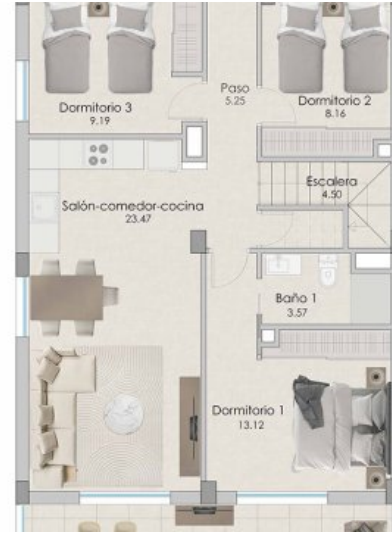 Paso
5.25
Dormitorio 3
9.19
Dormitorio 2
8.16
Escalera
4.50
Salón-comedor-cocina
23.47
Baño 1
3.57
Dormitorio 1
13.12